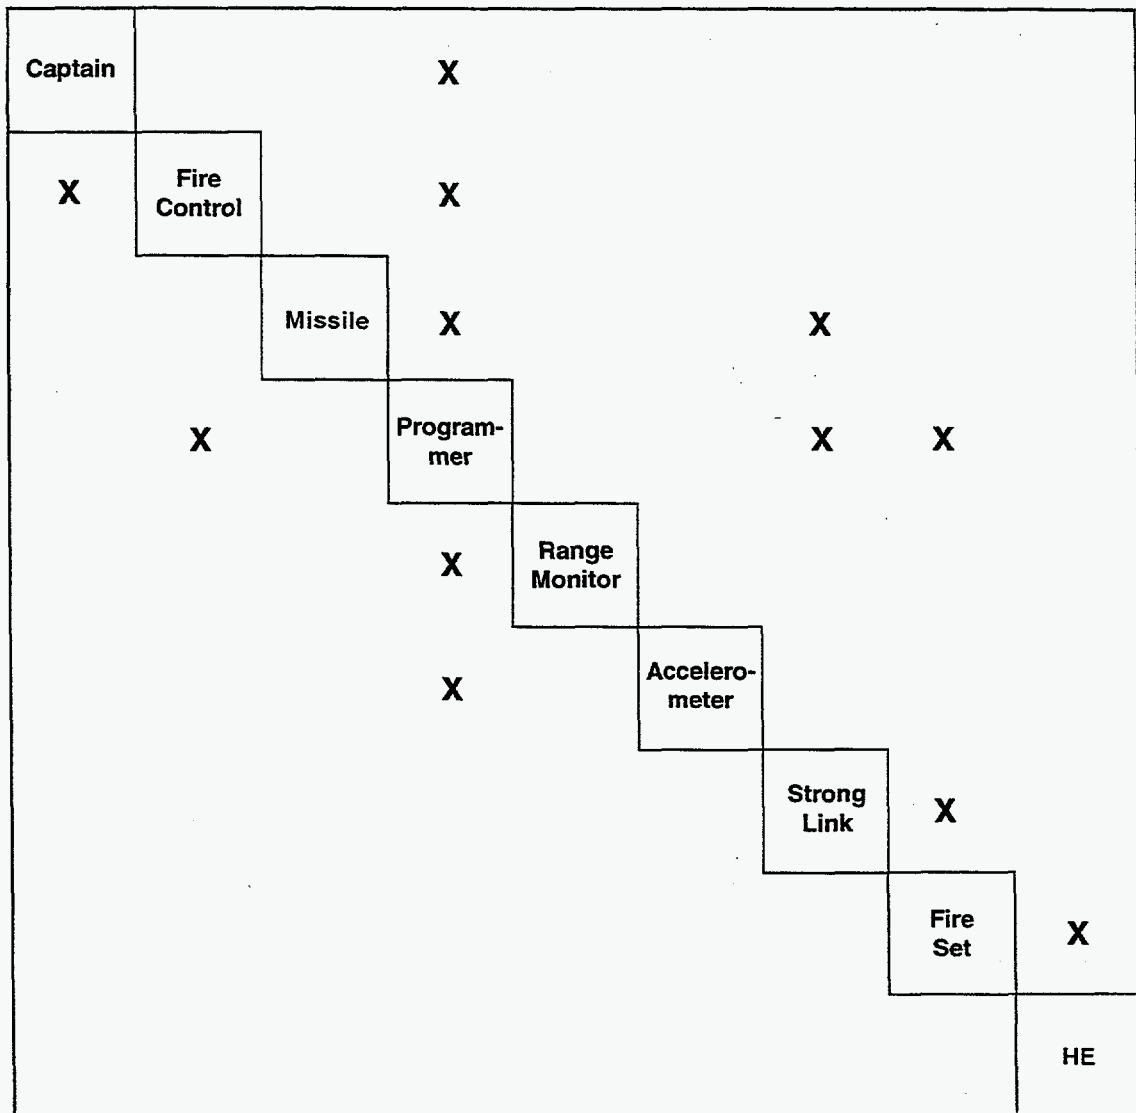 Captain
X
X
Fire
Control
X
Missile
X
X
X
Program-
mer
X
X
X
Range
Monitor
X
Accelero-
meter
Strong
Link
X
Fire
Set
X
HE